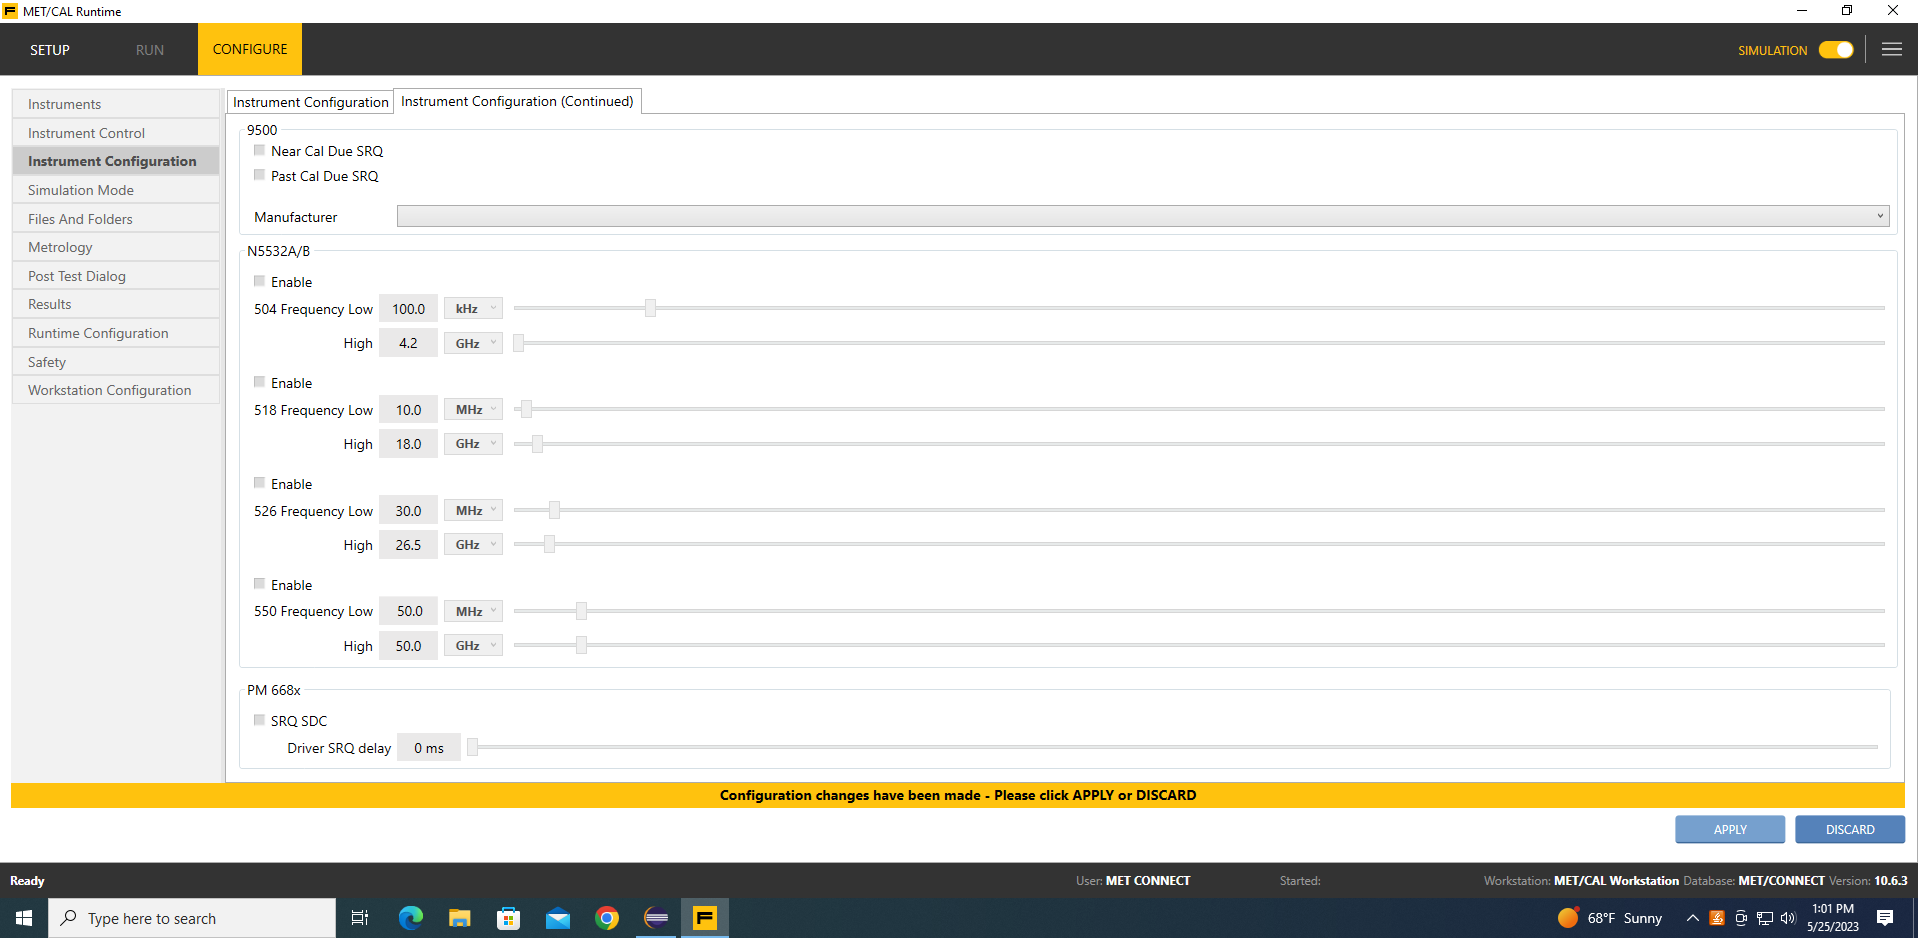 MET/CAL Runtime
SETUP RUN CONFIGURE SIMULATION
Instruments
Instrument Control
Instrument Configuration
Simulation Mode
Files And Folders
Metrology
Post Test Dialog
Results
Runtime Configuration
Safety
Workstation Configuration
Instrument Configuration Instrument Configuration (Continued)
9500
Near Cal Due SRQ
Past Cal Due SRQ
Manufacturer
N5532A/B
Enable
504 Frequency Low 100.0 kHz
High 4.2 GHz
Enable
518 Frequency Low 10.0 MHz
High 18.0 GHz
Enable
526 Frequency Low 30.0 MHz
High 26.5 GHz
Enable
550 Frequency Low 50.0 MHz
High 50.0 GHz
PM 668x
SRQ SDC
Driver SRQ delay 0 ms
Configuration changes have been made - Please click APPLY or DISCARD
APPLY DISCARD
Ready User: MET CONNECT Started: Workstation: MET/CAL Workstation Database: MET/CONNECT Version: 10.6.3
Type here to search 68°F Sunny 1:01 PM
5/25/2023